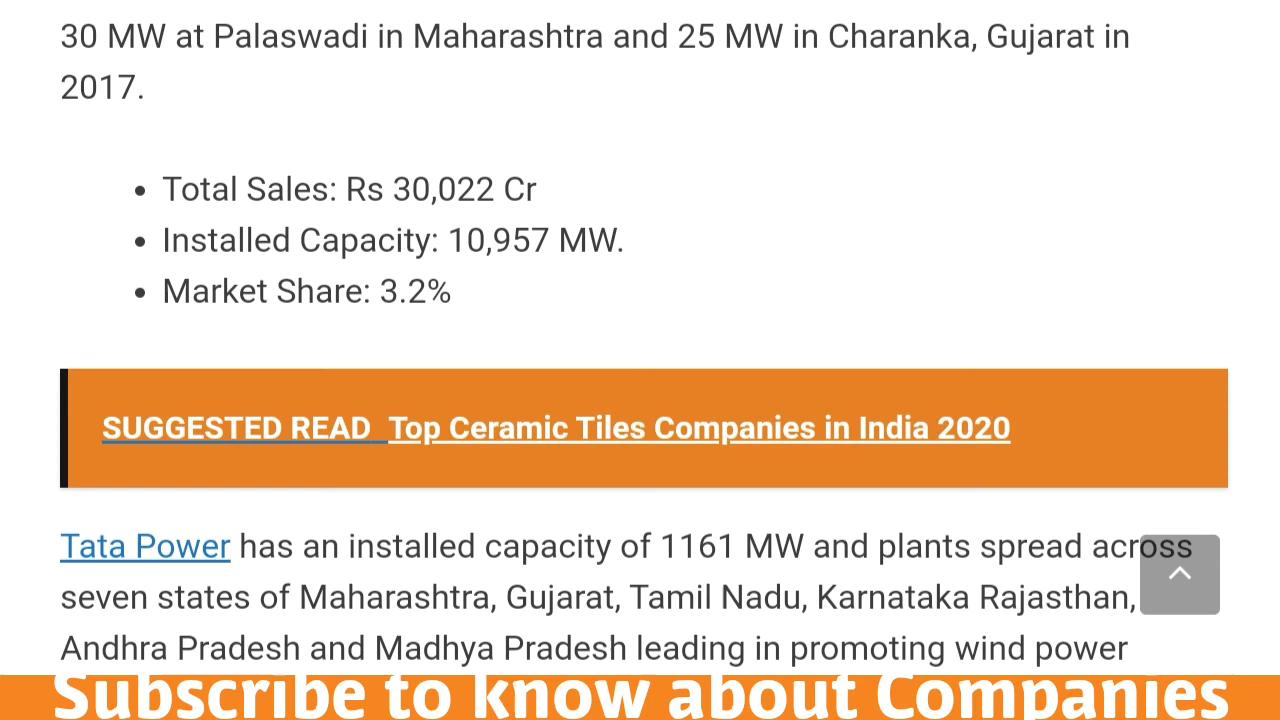 30 MW at Palaswadi in Maharashtra and 25 MW in Charanka, Gujarat in
2017.
• Total Sales: Rs 30,022 Cr
• Installed Capacity: 10,957 MW.
• Market Share: 3.2%
SUGGESTED READ Top Ceramic Tiles Companies in India 2020
Tata Power has an installed capacity of 1161 MW and plants spread across
seven states of Maharashtra, Gujarat, Tamil Nadu, Karnataka Rajasthan,
Andhra Pradesh and Madhya Pradesh leading in promoting wind power
Subscribe to know about Companies